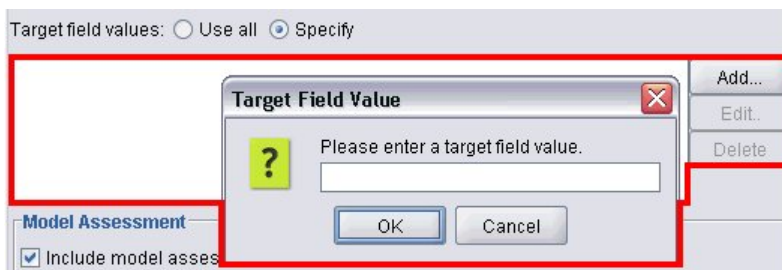 Target field values: Use all Specify
Add...
Target Field Value
Edit..
Please enter a target field value.
?
Delete
OK Cancel
Model Assessment
Include model asses